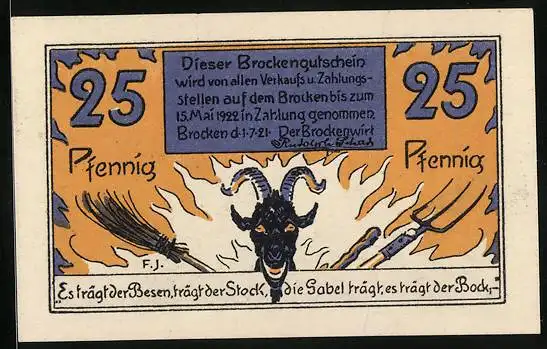 25
Pfennig
Dieser Brockengutschein
wird von allen Verkaufs u. Zahlungs-
stellen auf dem Brocken bis zum
15. Mai 1922 in Zahlung genommen.
Brocken d. 1.7.21. Der Brockenwirt
Rudolf Schad
25
Pfennig
F.J.
"Es trägt der Besen, trägt der Stock, die Gabel trägt, es trägt der Bock,-"